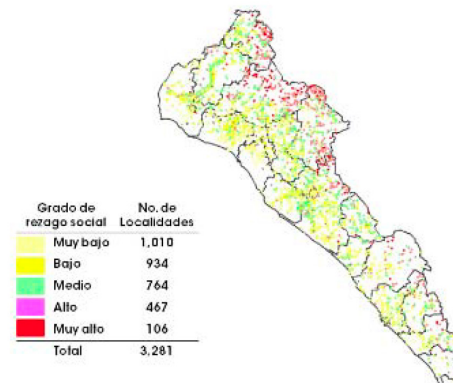 Grado de No. de
rezago social Localidades
Muy bajo 1,010
Bajo 934
Medio 764
Alto 467
Muy alto 106
Total 3,281